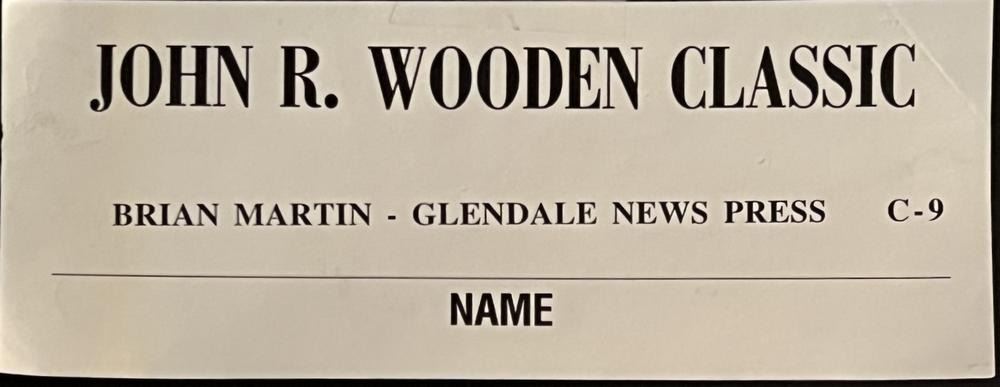 JOHN R. WOODEN CLASSIC
BRIAN MARTIN - GLENDALE NEWS PRESS C-9
NAME